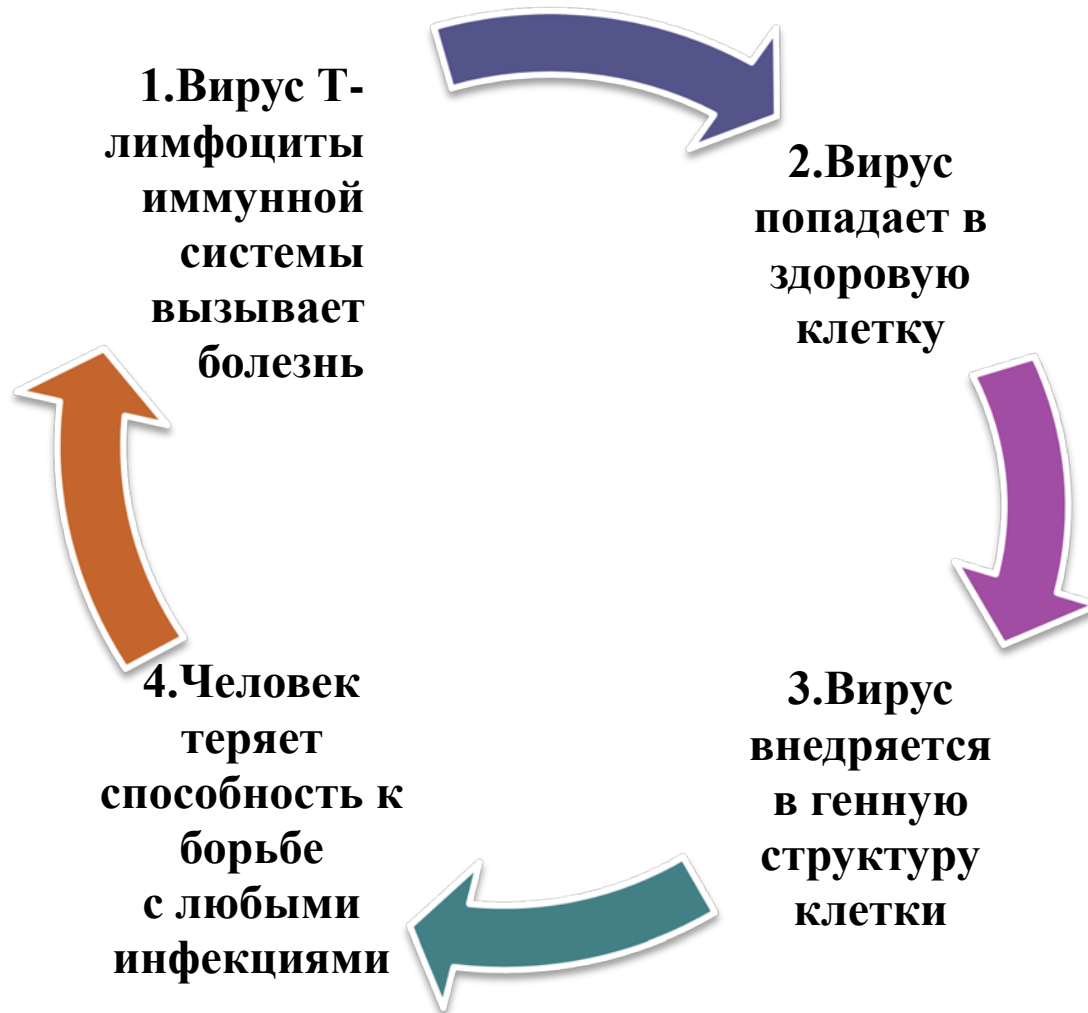 1.Вирус Т-
лимфоциты
иммунной
системы
вызывает
болезнь
2.Вирус
попадает в
здоровую
клетку
3.Вирус
внедряется
в генную
структуру
клетки
4.Человек
теряет
способность к
борьбе
с любыми
инфекциями